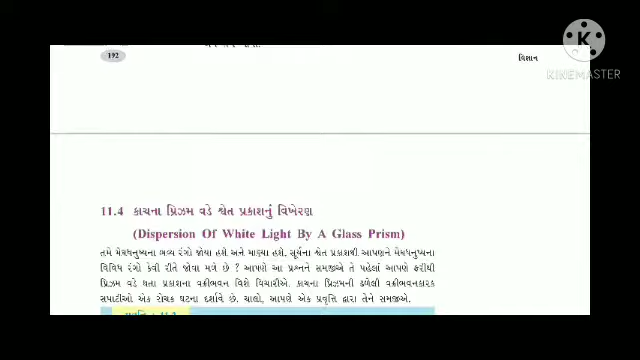 192
વિજ્ઞાન
K
KINEMASTER
11.4 કાચના પ્રિઝમ વડે શ્વેત પ્રકાશનું વિખેરણ
(Dispersion Of White Light By A Glass Prism)
તમે મેઘધનુષ્યના ભવ્ય રંગો જોયા હશે અને માણ્યા હશે. સૂર્યના શ્વેત પ્રકાશથી આપણને મેઘધનુષ્યના
વિવિધ રંગો કેવી રીતે જોવા મળે છે ? આપણે આ પ્રશ્નને સમજીએ તે પહેલાં આપણે ફરીથી
પ્રિઝમ વડે થતા પ્રકાશના વક્રીભવન વિશે વિચારીએ. કાચના પ્રિઝમની ઢળેલી વક્રીભવનકારક
સપાટીઓ એક રોચક ઘટના દર્શાવે છે. ચાલો, આપણે એક પ્રવૃત્તિ દ્વારા તેને સમજીએ.